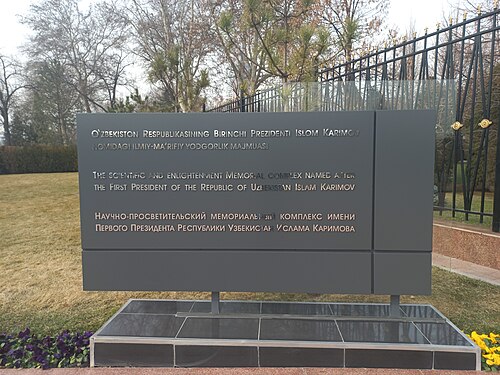 O'zbekiston Respublikasining Birinchi Prezidenti Islom Karimov
nomidagi ilmiy-ma'rifiy yodgorlik majmuasi
The scientific and enlightenment Memorial complex named after
the First President of the Republic of Uzbekistan Islam Karimov
Научно-просветительский мемориальный комплекс имени
Первого Президента Республики Узбекистан Ислама Каримова